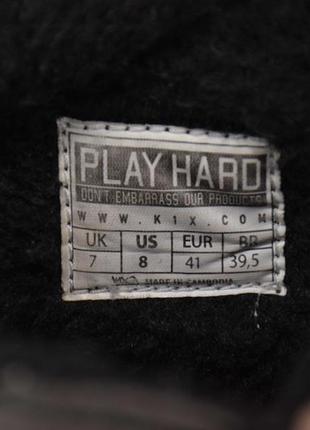 PLAY HARD
DON'T EMBARRASS OUR PRODUCTS
WWW.K1X.COM
UK US EUR BR
7 8 41 39,5
MADE IN CAMBODIA